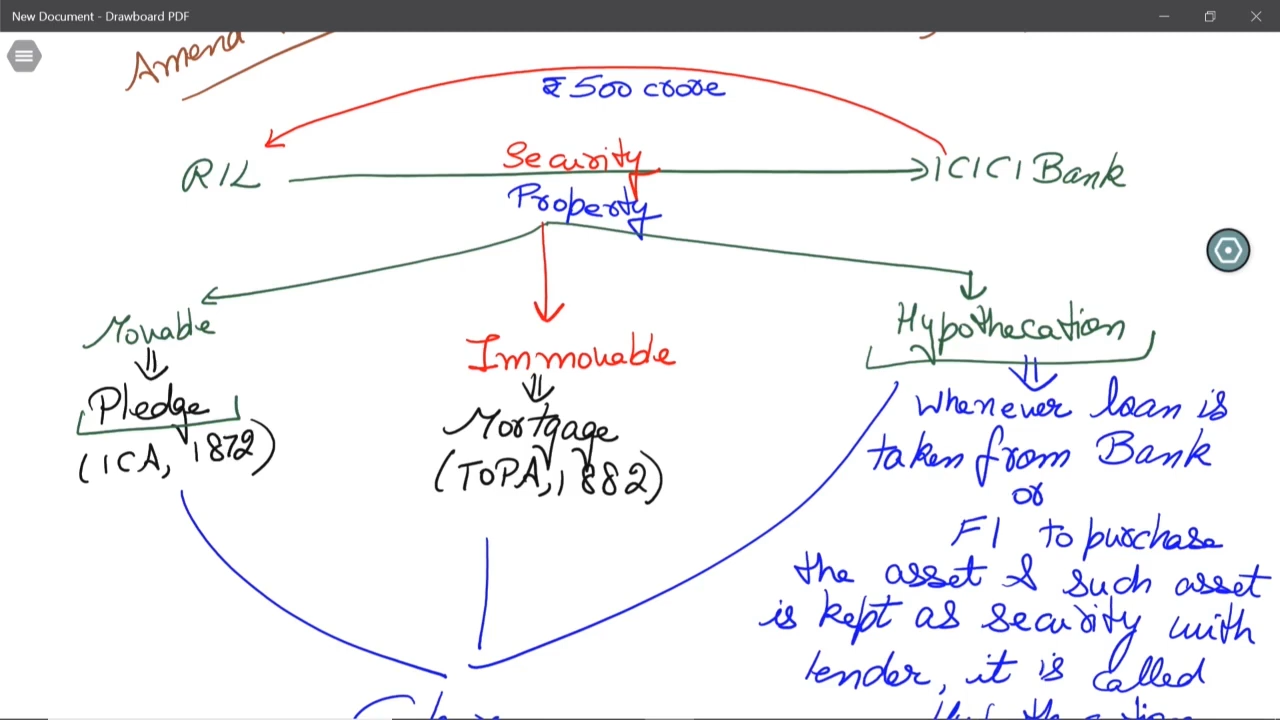 New Document - Drawboard PDF
Amend
₹ 500 crore
RIL
Security
ICICI Bank
Property
Movable
Immovable
Hypothecation
Pledge
(ICA, 1872)
Mortgage
(TOPA, 1882)
Whenever loan is
taken from Bank
or
FI to purchase
the asset & such asset
is kept as security with
lender, it is called